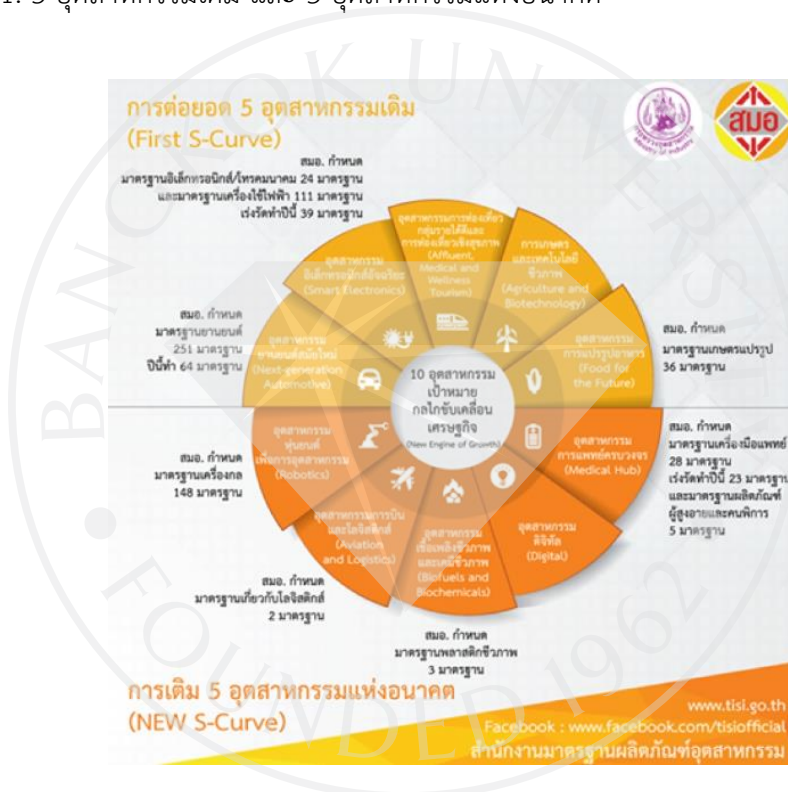 1. 5 อุตสาหกรรมเดิม และ 5 อุตสาหกรรมแห่งอนาคต
การต่อยอด 5 อุตสาหกรรมเดิม
(First S-Curve)
สมอ
สมอ. กำหนด
มาตรฐานอิเล็กทรอนิกส์/โทรคมนาคม 24 มาตรฐาน
และมาตรฐานเครื่องใช้ไฟฟ้า 111 มาตรฐาน
เร่งรัดทำปีนี้ 39 มาตรฐาน
อุตสาหกรรมการท่องเที่ยว
กลุ่มรายได้ดีและ
การท่องเที่ยวเชิงสุขภาพ
(Affluent,
Medical and
Wellness
Tourism)
การเกษตร
และเทคโนโลยี
ชีวภาพ
(Agriculture and
Biotechnology)
อุตสาหกรรม
อิเล็กทรอนิกส์อัจฉริยะ
(Smart Electronics)
สมอ. กำหนด
มาตรฐานยานยนต์
251 มาตรฐาน
ปีนี้ทำ 64 มาตรฐาน
อุตสาหกรรม
ยานยนต์สมัยใหม่
(Next-generation
Automotive)
อุตสาหกรรม
การแปรรูปอาหาร
(Food for
the Future)
สมอ. กำหนด
มาตรฐานเกษตรแปรรูป
36 มาตรฐาน
10 อุตสาหกรรม
เป้าหมาย
กลไกขับเคลื่อน
เศรษฐกิจ
(New Engine of Growth)
สมอ. กำหนด
มาตรฐานเครื่องกล
148 มาตรฐาน
อุตสาหกรรม
หุ่นยนต์
เพื่อการอุตสาหกรรม
(Robotics)
อุตสาหกรรม
การแพทย์ครบวงจร
(Medical Hub)
สมอ. กำหนด
มาตรฐานเครื่องมือแพทย์
28 มาตรฐาน
เร่งรัดทำปีนี้ 23 มาตรฐาน
และมาตรฐานผลิตภัณฑ์
ผู้สูงอายุและคนพิการ
5 มาตรฐาน
อุตสาหกรรมการบิน
และโลจิสติกส์
(Aviation
and Logistics)
อุตสาหกรรม
เชื้อเพลิงชีวภาพ
และเคมีชีวภาพ
(Biofuels and
Biochemicals)
อุตสาหกรรม
ดิจิทัล
(Digital)
สมอ. กำหนด
มาตรฐานเกี่ยวกับโลจิสติกส์
2 มาตรฐาน
สมอ. กำหนด
มาตรฐานพลาสติกชีวภาพ
3 มาตรฐาน
การเติม 5 อุตสาหกรรมแห่งอนาคต
(NEW S-Curve)
www.tisi.go.th
Facebook : www.facebook.com/tisiofficial
สำนักงานมาตรฐานผลิตภัณฑ์อุตสาหกรรม
BANGKOK UNIVERSITY
FOUNDED 1962